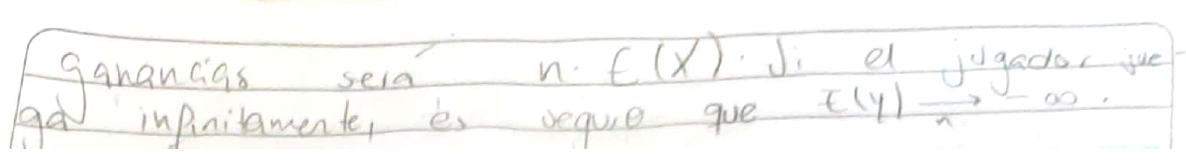 ganancias será n. E(X). Si el jugador jue-
ga infinitamente, es seguro que E(Y) →n -∞.